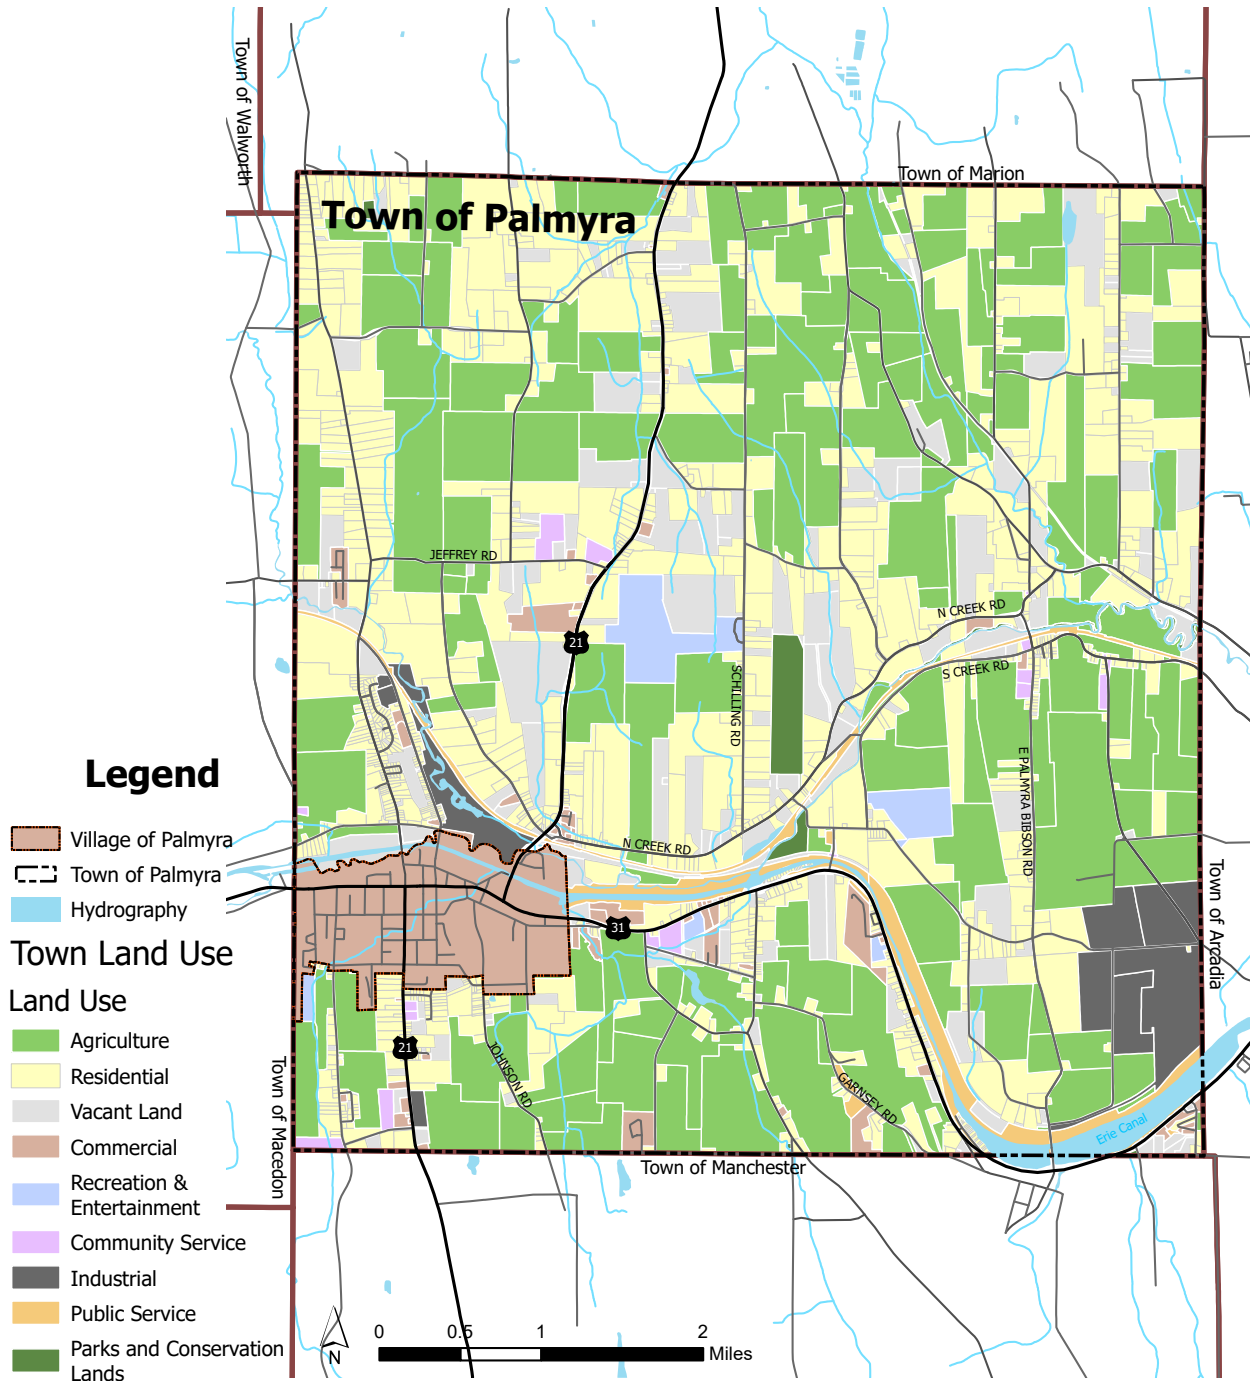 Town of Walworth
Town of Marion
Town of Palmyra
JEFFREY RD
N CREEK RD
21
S CREEK RD
SCHILLING RD
E PALMYRA BIBSON RD
N CREEK RD
31
Town of Arcadia
21
JOHNSON RD
GARNSEY RD
Erie Canal
Town of Macedon
Town of Manchester
Legend
Village of Palmyra
Town of Palmyra
Hydrography
Town Land Use
Land Use
Agriculture
Residential
Vacant Land
Commercial
Recreation &
Entertainment
Community Service
Industrial
Public Service
Parks and Conservation
Lands
N
0 0.5 1 2
Miles